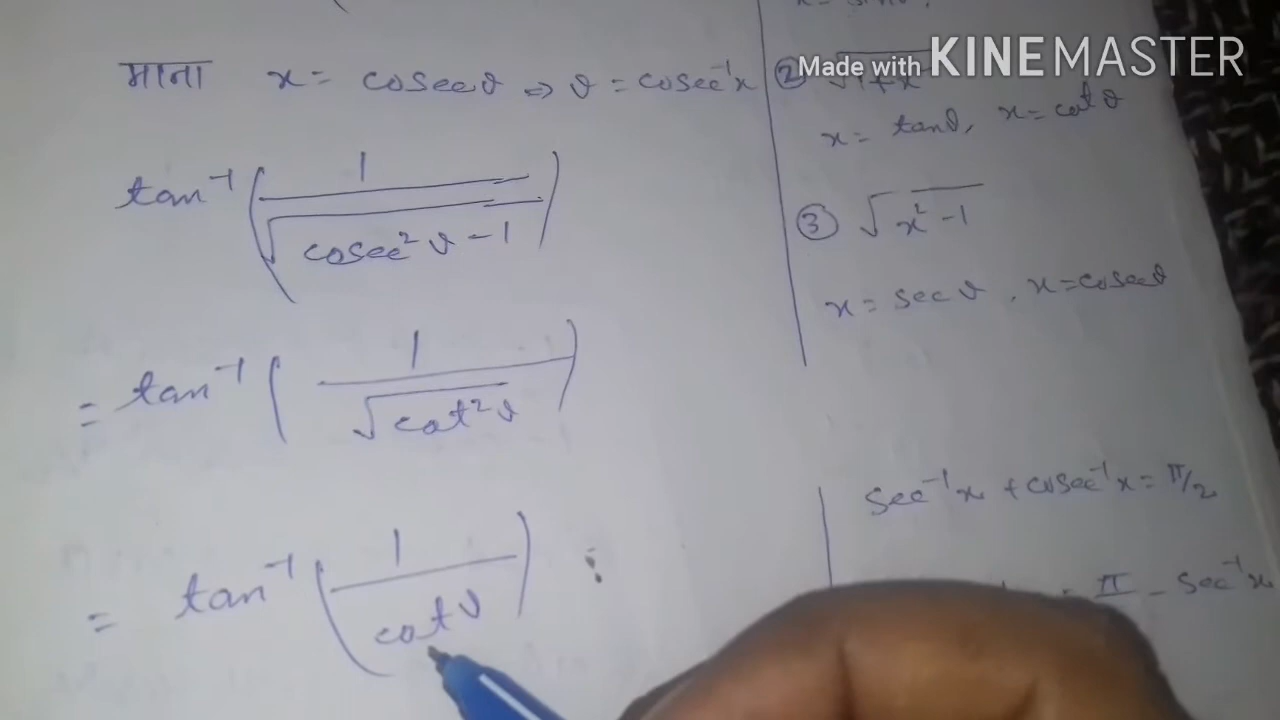 माना x = cosecθ ⇒ θ = cosec⁻¹x
tan⁻¹(1/√(cosec²θ-1))
= tan⁻¹(1/√(cot²θ))
= tan⁻¹(1/cotθ) :
Made with KINEMASTER
②
x = tanθ, x = cotθ
③ √(x²-1)
x = secθ, x = cosecθ
sec⁻¹x + cosec⁻¹x = π/2
= π - sec⁻¹x